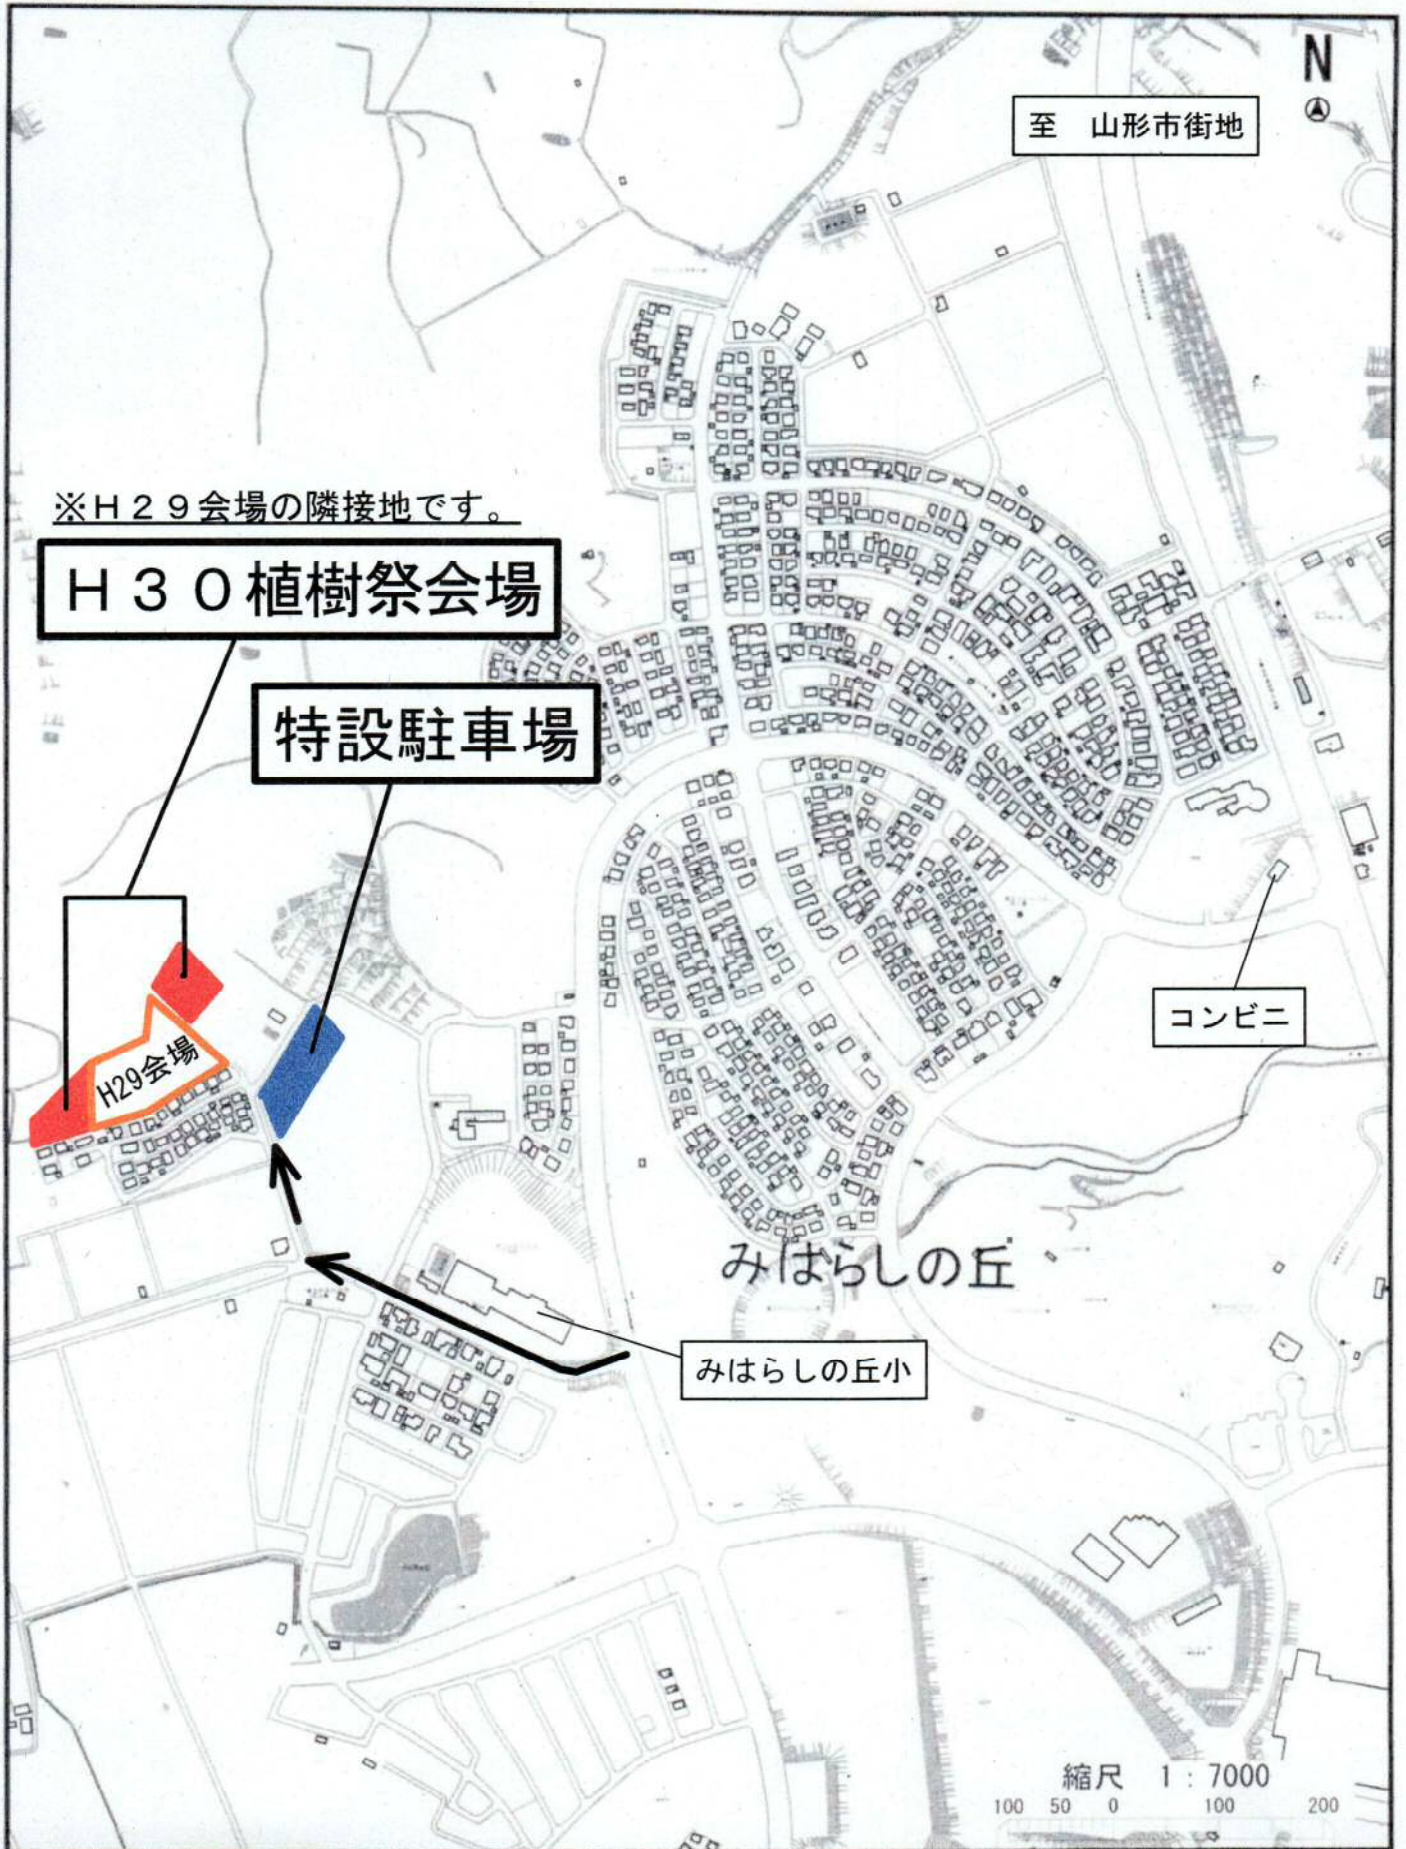 N
至　山形市街地
※H２９会場の隣接地です。
H３０植樹祭会場
特設駐車場
コンビニ
H29会場
みはらしの丘
みはらしの丘小
縮尺　1：7000
100 50 0 100 200